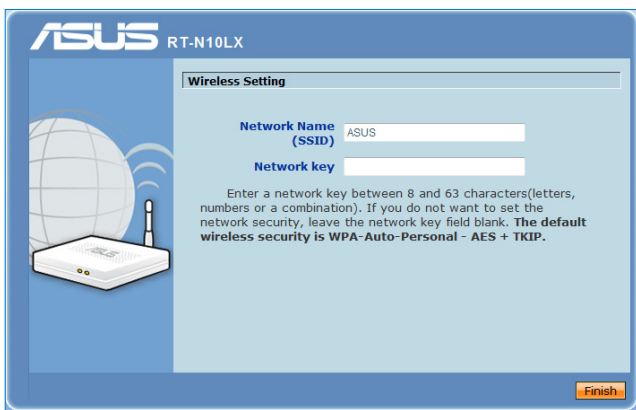 ASUS RT-N10LX
Wireless Setting
Network Name
(SSID)
ASUS
Network key
Enter a network key between 8 and 63 characters(letters,
numbers or a combination). If you do not want to set the
network security, leave the network key field blank. The default
wireless security is WPA-Auto-Personal - AES + TKIP.
ASUS
Finish